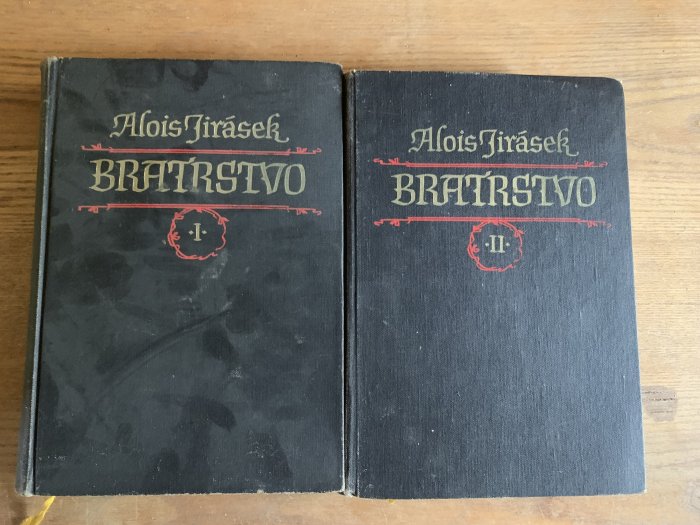 Alois Jirásek
BRATRSTVO
·I·
Alois Jirásek
BRATRSTVO
·II·